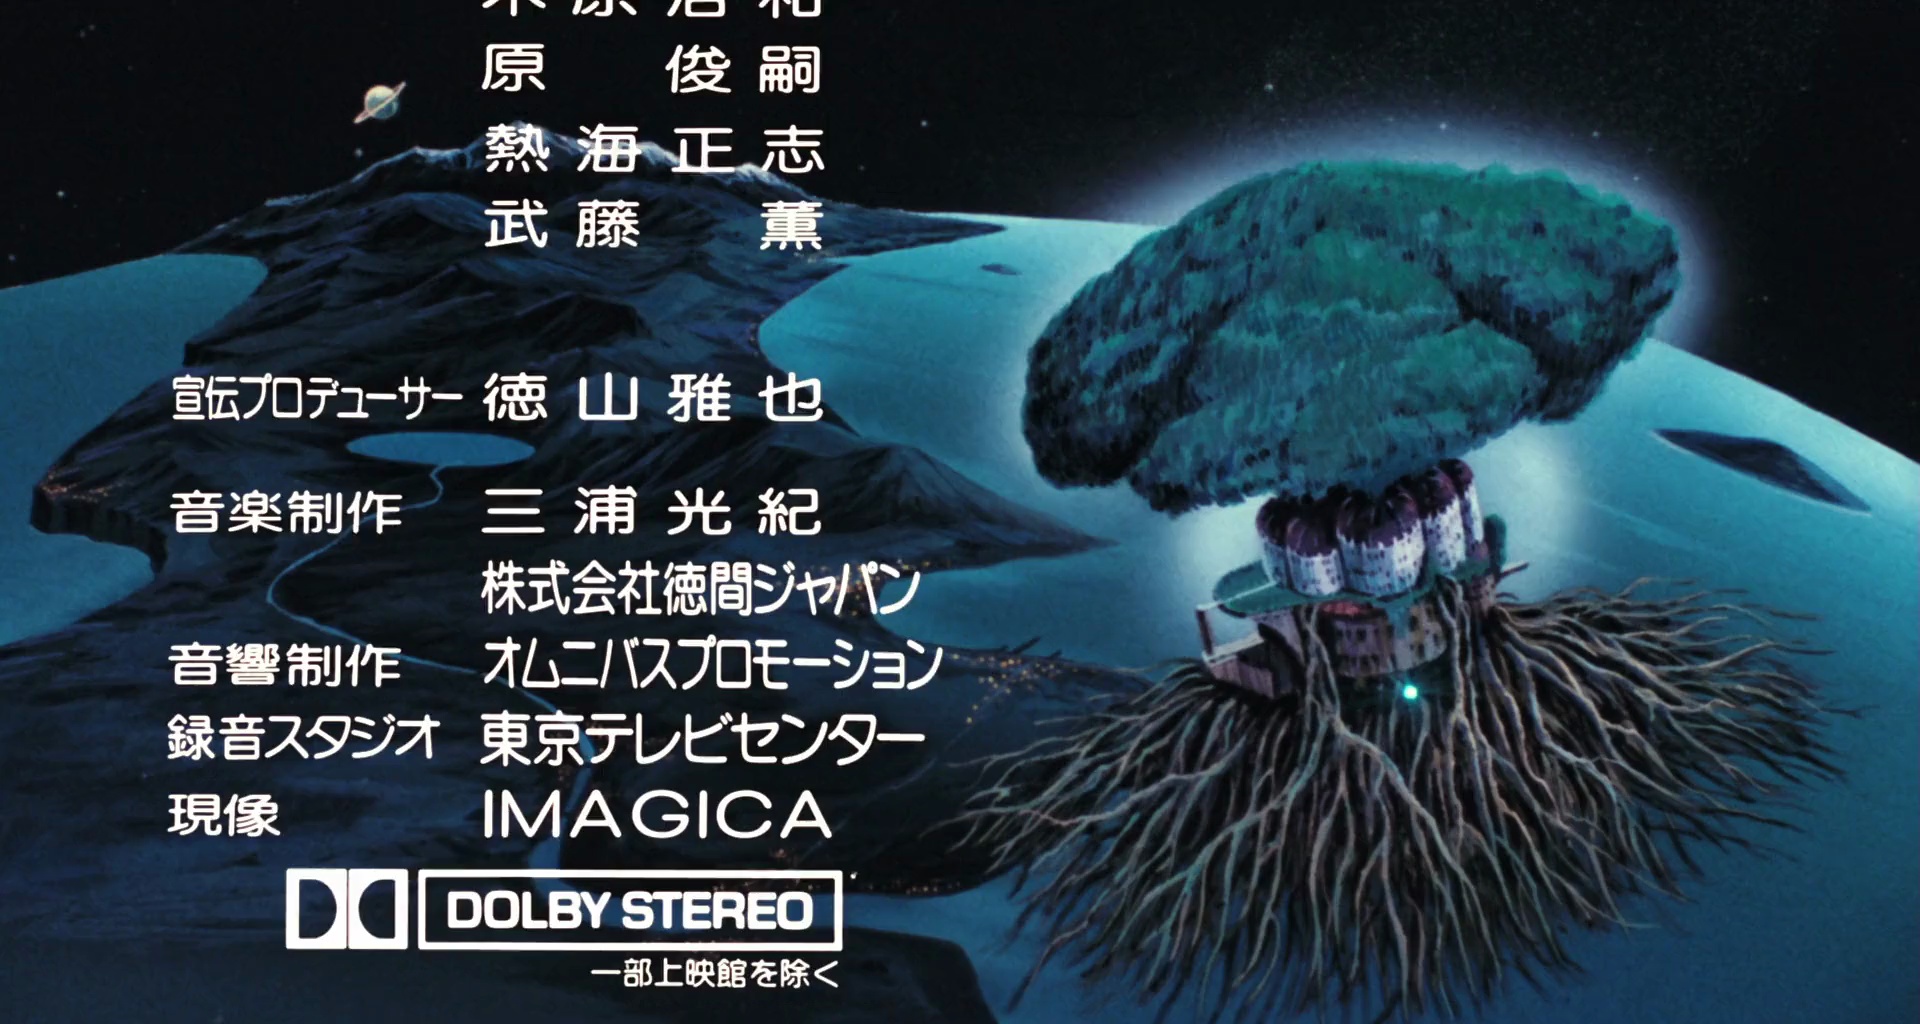 原 俊嗣
熱海正志
武藤 薫
宣伝プロデューサー 徳山雅也
音楽制作 三浦光紀
株式会社徳間ジャパン
音響制作 オムニバスプロモーション
録音スタジオ 東京テレビセンター
現像 IMAGICA
DOLBY STEREO
一部上映館を除く